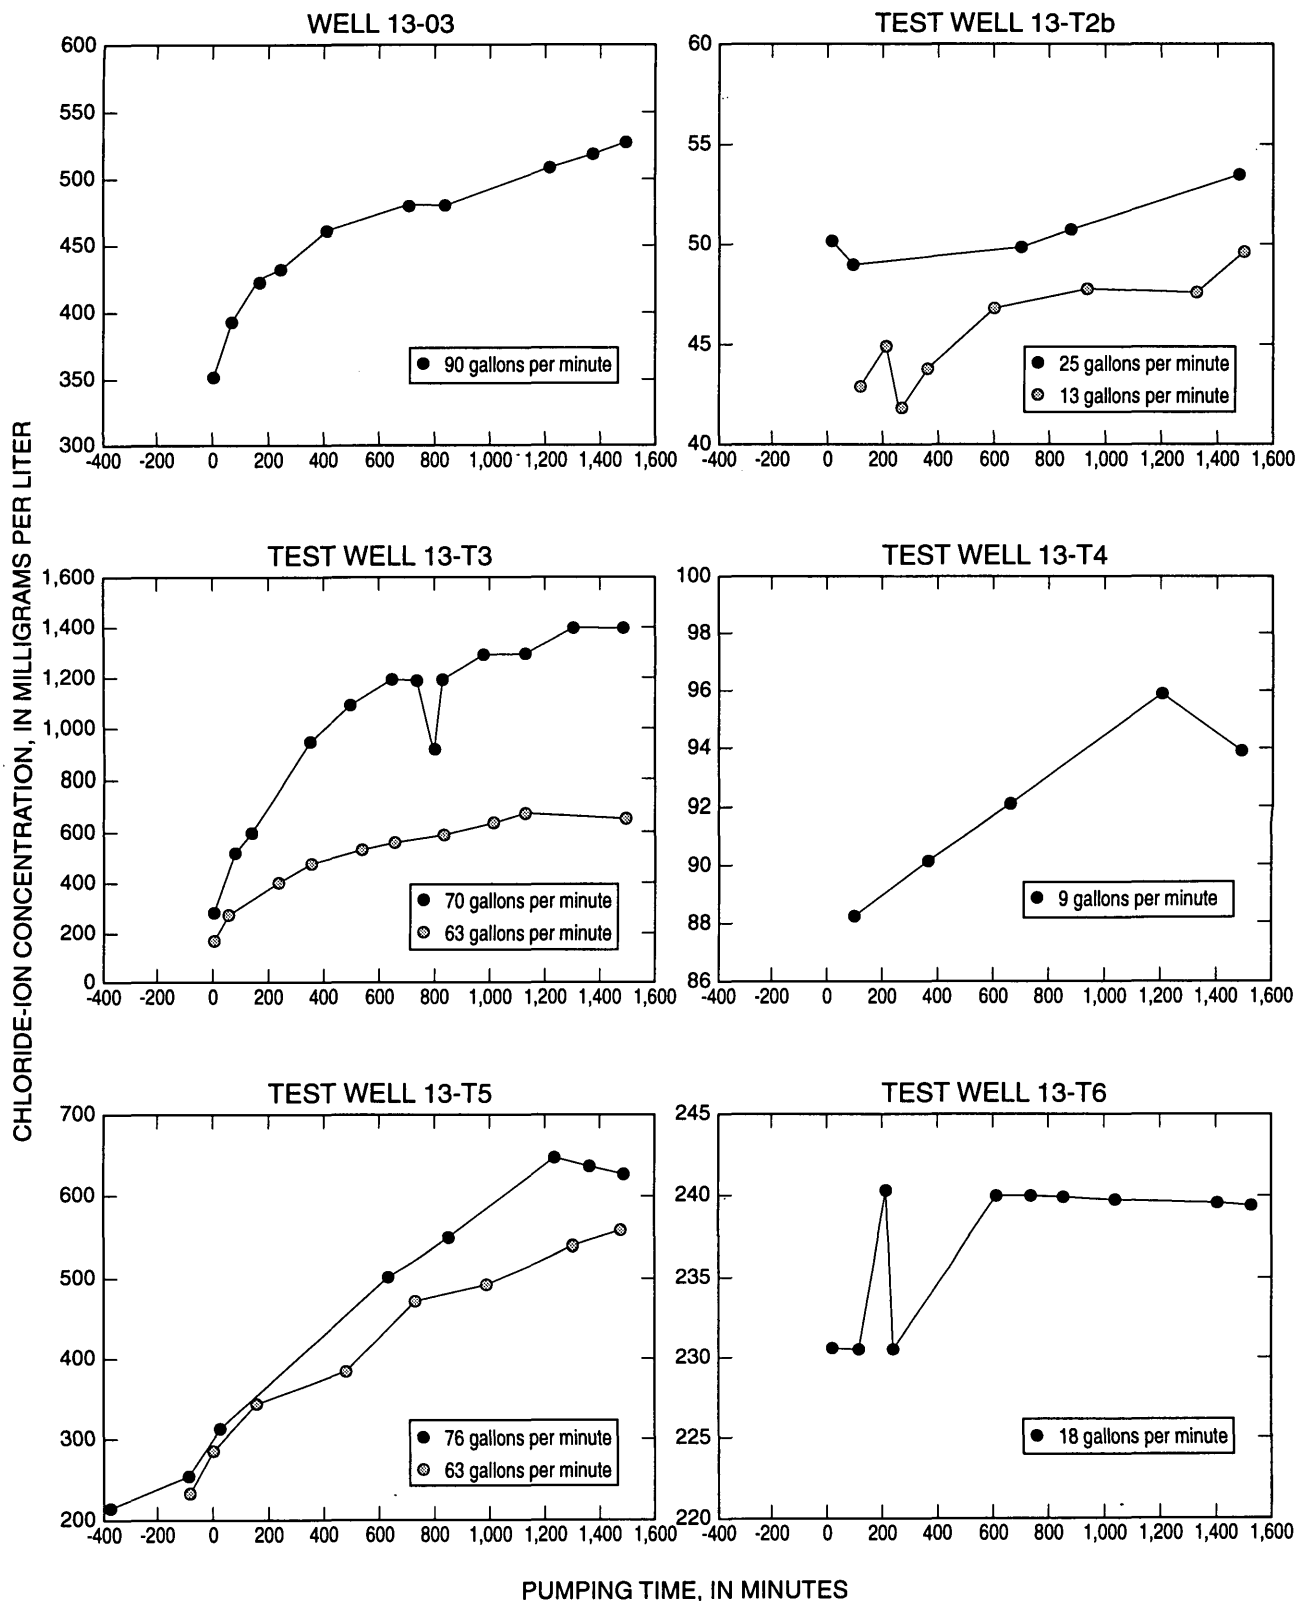 WELL 13-03
600
550
500
450
400
350
300
-400 -200 0 200 400 600 800 1,000 1,200 1,400 1,600
90 gallons per minute
TEST WELL 13-T2b
60
55
50
45
40
-400 -200 0 200 400 600 800 1,000 1,200 1,400 1,600
25 gallons per minute
13 gallons per minute
CHLORIDE-ION CONCENTRATION, IN MILLIGRAMS PER LITER
TEST WELL 13-T3
1,600
1,400
1,200
1,000
800
600
400
200
0
-400 -200 0 200 400 600 800 1,000 1,200 1,400 1,600
70 gallons per minute
63 gallons per minute
TEST WELL 13-T4
100
98
96
94
92
90
88
86
-400 -200 0 200 400 600 800 1,000 1,200 1,400 1,600
9 gallons per minute
TEST WELL 13-T5
700
600
500
400
300
200
-400 -200 0 200 400 600 800 1,000 1,200 1,400 1,600
76 gallons per minute
63 gallons per minute
TEST WELL 13-T6
245
240
235
230
225
220
-400 -200 0 200 400 600 800 1,000 1,200 1,400 1,600
18 gallons per minute
PUMPING TIME, IN MINUTES